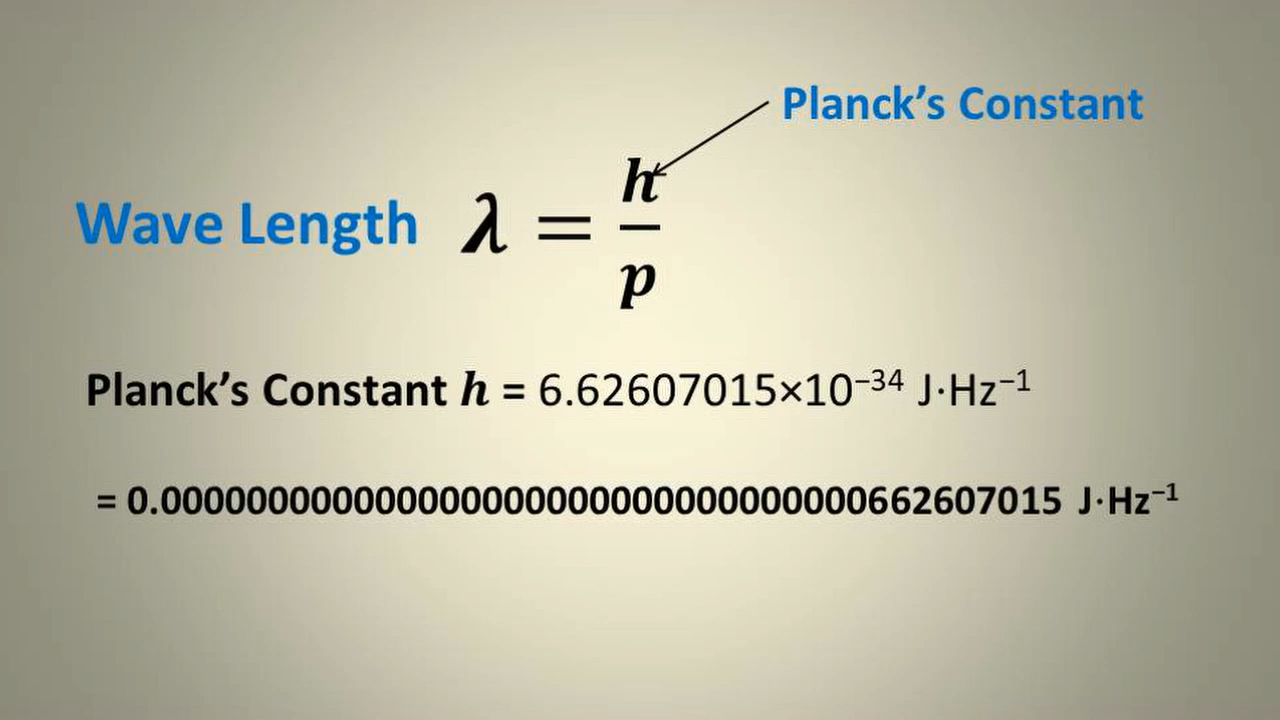 Planck's Constant
Wave Length λ = h/p
Planck's Constant h = 6.62607015×10⁻³⁴ J·Hz⁻¹
= 0.000000000000000000000000000000000662607015 J·Hz⁻¹